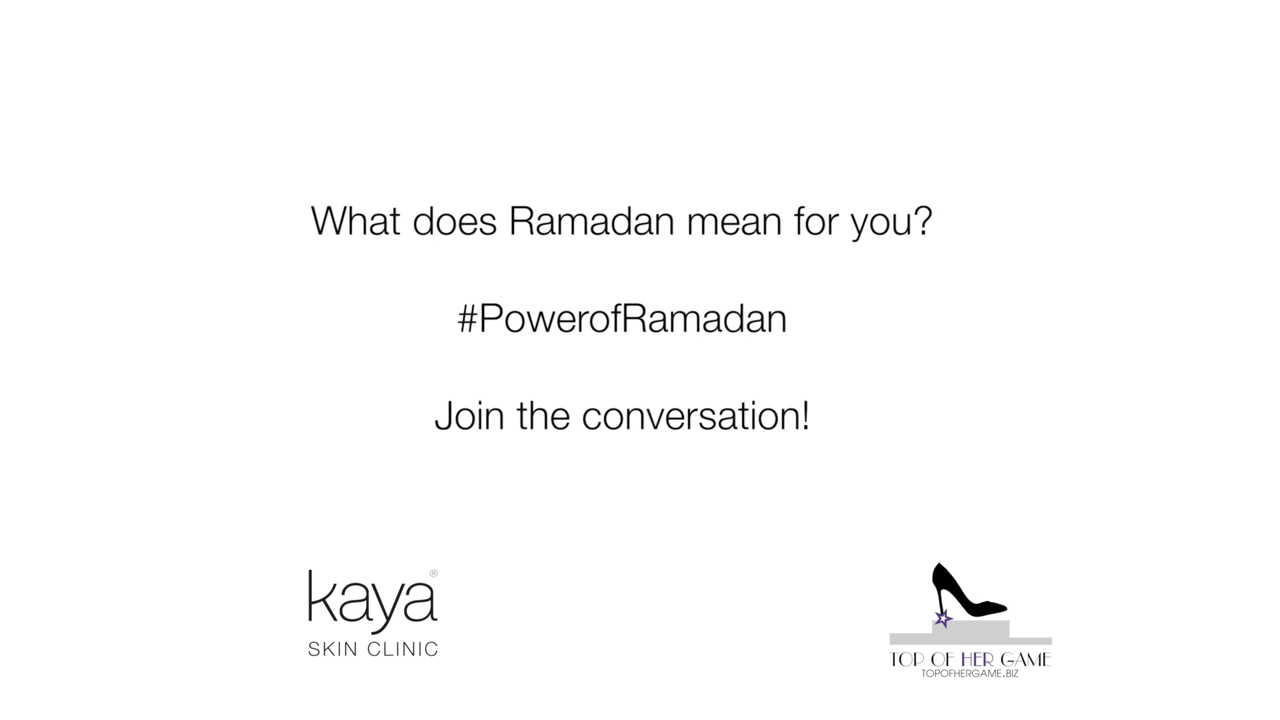 What does Ramadan mean for you?
#PowerofRamadan
Join the conversation!
kaya®
SKIN CLINIC
TOP OF HER GAME
TOPOFHERGAME.BIZ